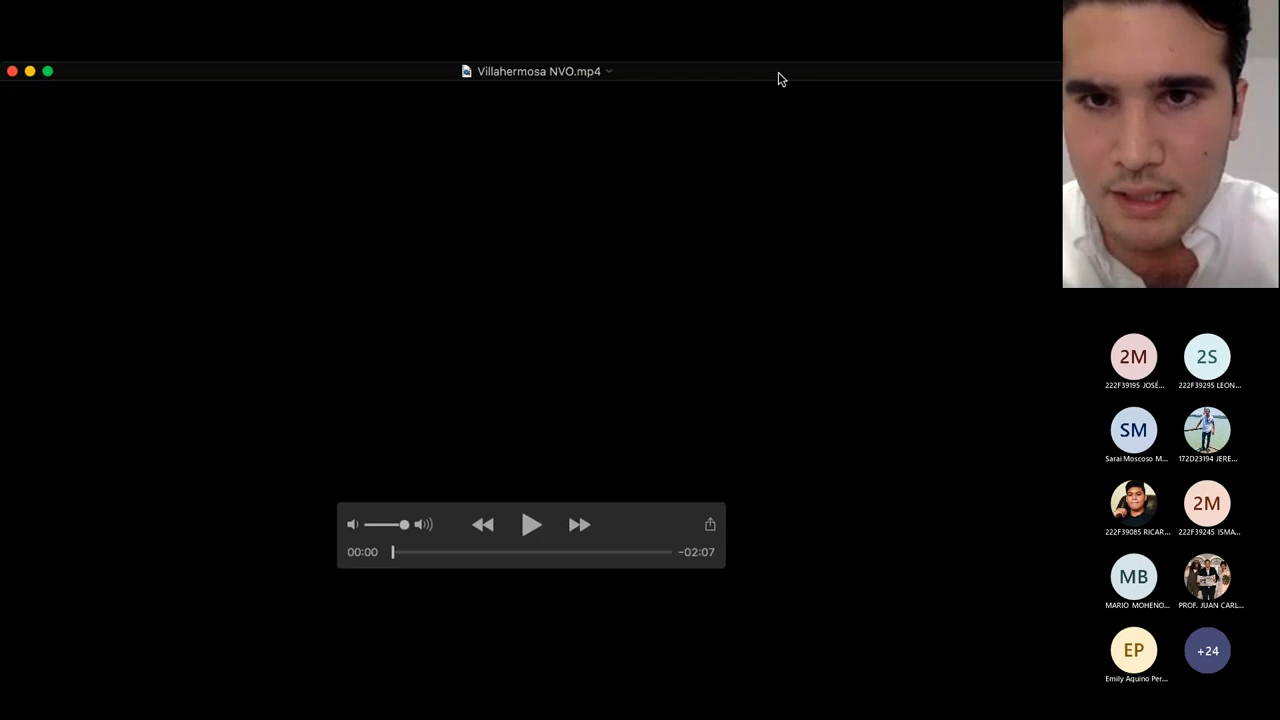 Villahermosa NVO.mp4
00:00
-02:07
2M
2S
222F39195 JOSÉ...
222F39295 LEON...
SM
Sarai Moscoso M...
172D23194 JERE...
2M
222F39085 RICAR...
222F39245 ISMA...
MB
MARIO MOHENO...
PROF. JUAN CARL...
EP
+24
Emily Aquino Per...